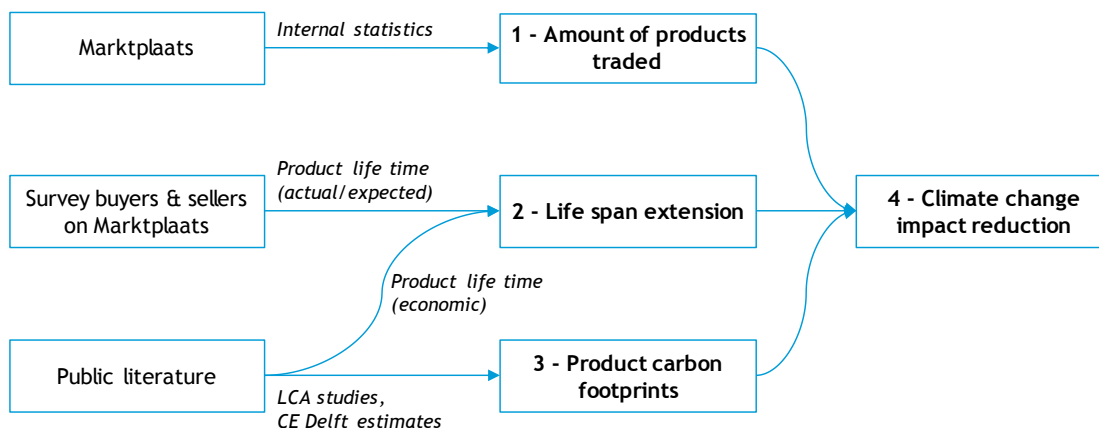 Marktplaats
Internal statistics
1 - Amount of products
traded
Product life time
(actual/expected)
Survey buyers & sellers
on Marktplaats
2 - Life span extension
4 - Climate change
impact reduction
Product life time
(economic)
Public literature
3 - Product carbon
footprints
LCA studies,
CE Delft estimates